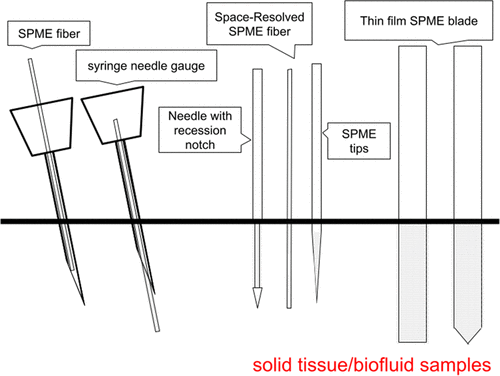 SPME fiber
syringe needle gauge
Space-Resolved
SPME fiber
Thin film SPME blade
Needle with
recession
notch
SPME
tips
solid tissue/biofluid samples